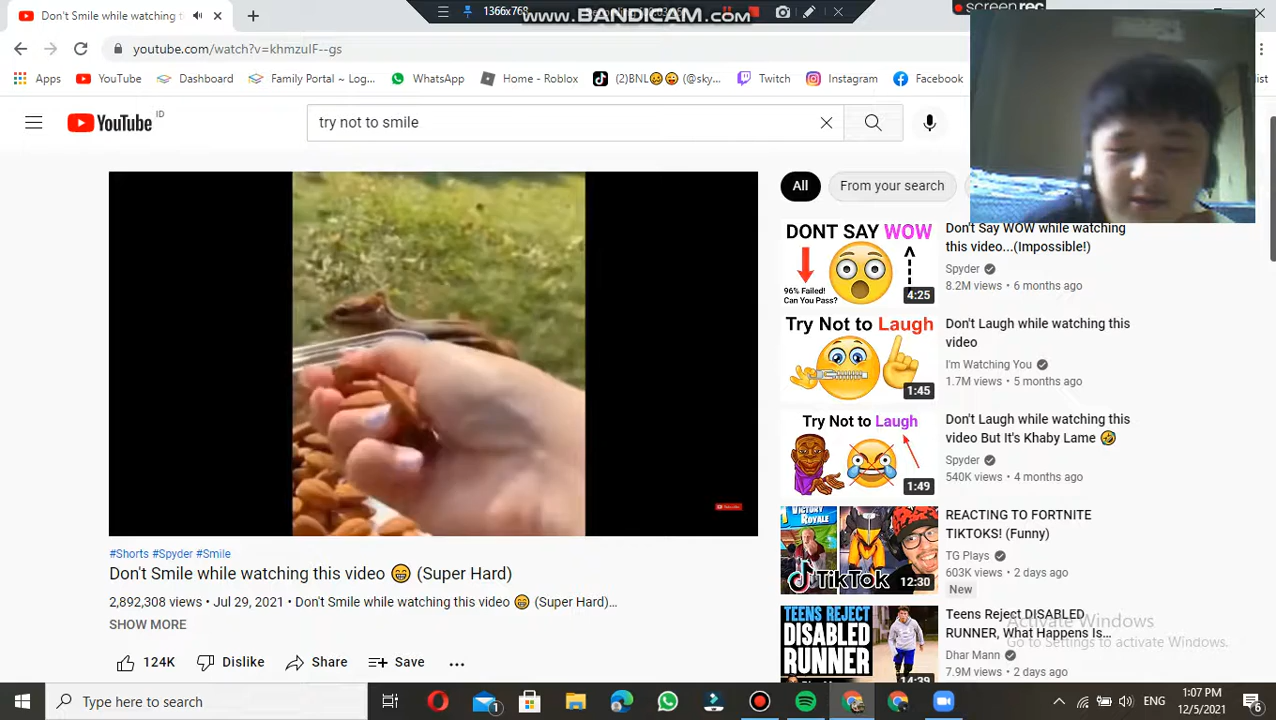 Don't Smile while watching t
1366x768
www.BANDICAM.com
screenrec
youtube.com/watch?v=khmzuIF--gs
Apps
YouTube
Dashboard
Family Portal ~ Log...
WhatsApp
Home - Roblox
(2)BNL😖😛 (@sky...
Twitch
Instagram
Facebook
ist
YouTube ID
try not to smile
All
From your search
DONT SAY WOW
96% Failed!
Can You Pass?
4:25
Don't Say WOW while watching
this video...(Impossible!)
Spyder
8.2M views • 6 months ago
Try Not to Laugh
1:45
Don't Laugh while watching this
video
I'm Watching You
1.7M views • 5 months ago
Try Not to Laugh
1:49
Don't Laugh while watching this
video But It's Khaby Lame 🤣
Spyder
540K views • 4 months ago
VICTORY ROYALE
TikTok
12:30
REACTING TO FORTNITE
TIKTOKS! (Funny)
TG Plays
603K views • 2 days ago
New
TEENS REJECT
DISABLED
RUNNER
14:39
Teens Reject DISABLED
RUNNER, What Happens Is...
Dhar Mann
7.9M views • 2 days ago
#Shorts #Spyder #Smile
Don't Smile while watching this video 😁 (Super Hard)
2,892,308 views • Jul 29, 2021 • Don't Smile while watching this video 😁 (Super Hard)...
SHOW MORE
124K
Dislike
Share
Save
Activate Windows
Go to Settings to activate Windows.
Type here to search
1
ENG
1:07 PM
12/5/2021
6